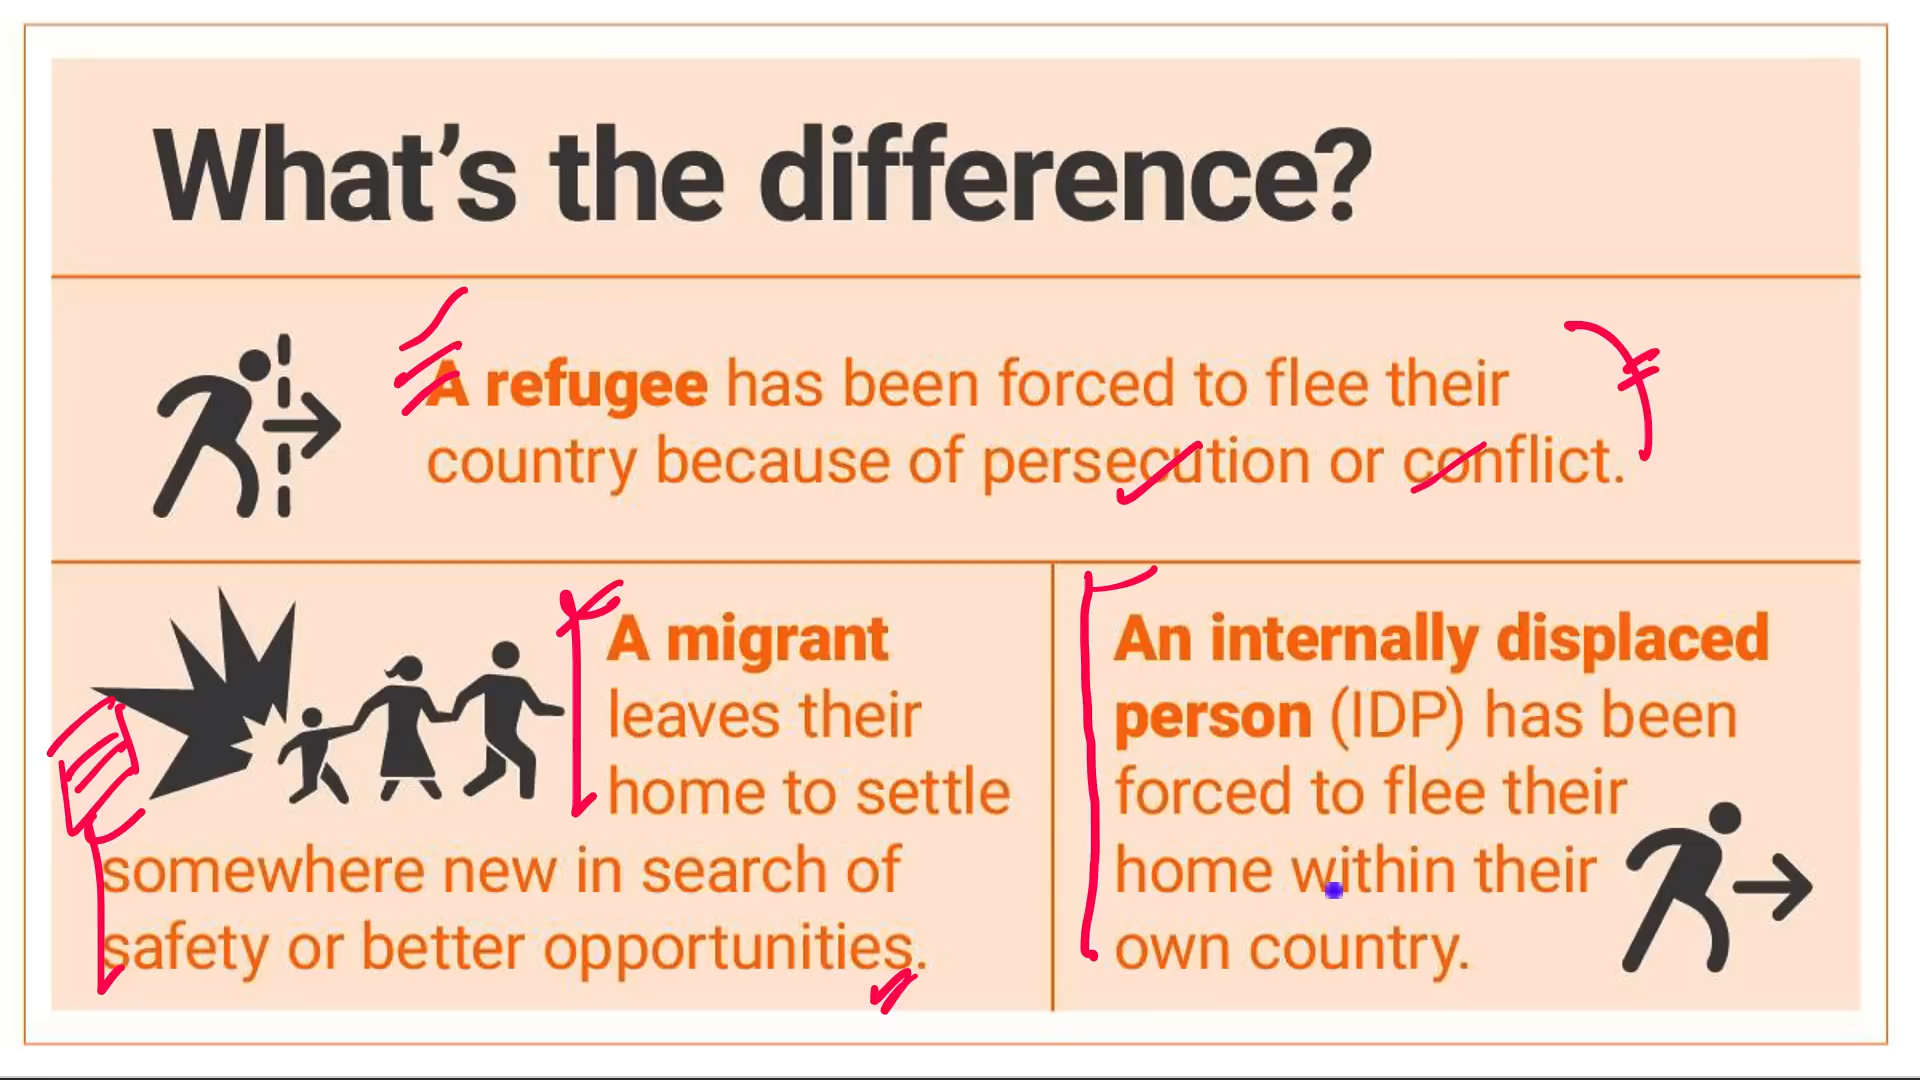 What’s the difference?
A refugee has been forced to flee their
country because of persecution or conflict.
A migrant
leaves their
home to settle
somewhere new in search of
safety or better opportunities.
An internally displaced
person (IDP) has been
forced to flee their
home within their
own country.